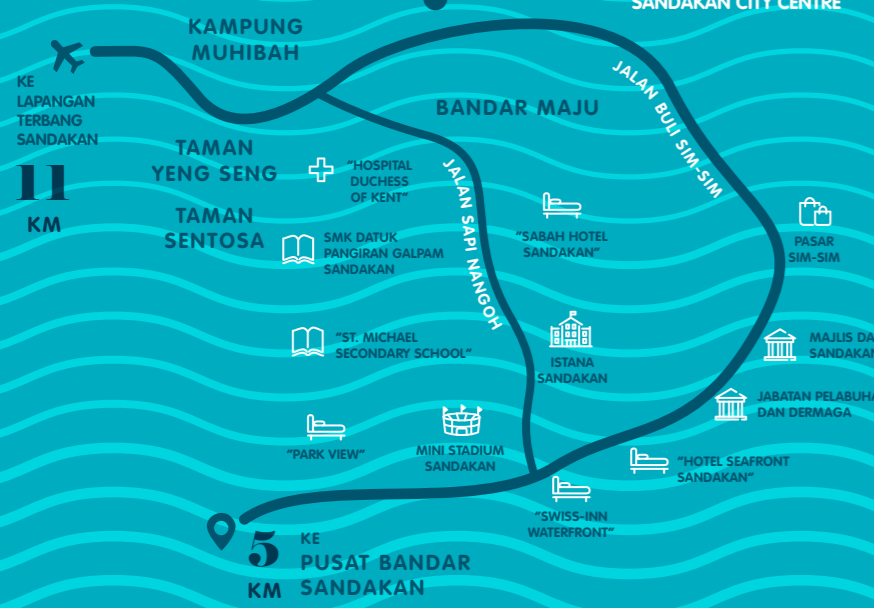 SANDAKAN CITY CENTRE
KAMPUNG
MUHIBAH
KE
LAPANGAN
TERBANG
SANDAKAN
11
KM
BANDAR MAJU
JALAN BULI SIM-SIM
TAMAN
YENG SENG
"HOSPITAL
DUCHESS
OF KENT"
JALAN SAPI NANGOH
TAMAN
SENTOSA
SMK DATUK
PANGIRAN GALPAM
SANDAKAN
"SABAH HOTEL
SANDAKAN"
PASAR
SIM-SIM
"ST. MICHAEL
SECONDARY SCHOOL"
ISTANA
SANDAKAN
MAJLIS
SANDAKAN
JABATAN
DAN DERMAGA
"PARK VIEW"
MINI STADIUM
SANDAKAN
"HOTEL SEAFRONT
SANDAKAN"
"SWISS-INN
WATERFRONT"
5
KM
KE
PUSAT BANDAR
SANDAKAN